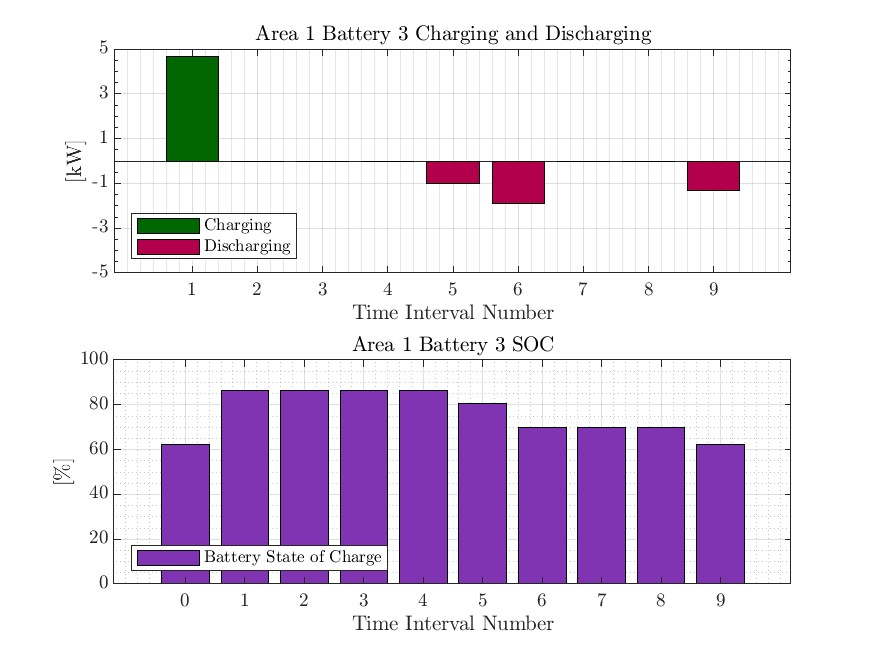 Area 1 Battery 3 Charging and Discharging
5
3
1
-1
-3
-5
[kW]
Charging
Discharging
1 2 3 4 5 6 7 8 9
Time Interval Number
Area 1 Battery 3 SOC
100
80
60
40
20
0
[%]
Battery State of Charge
0 1 2 3 4 5 6 7 8 9
Time Interval Number